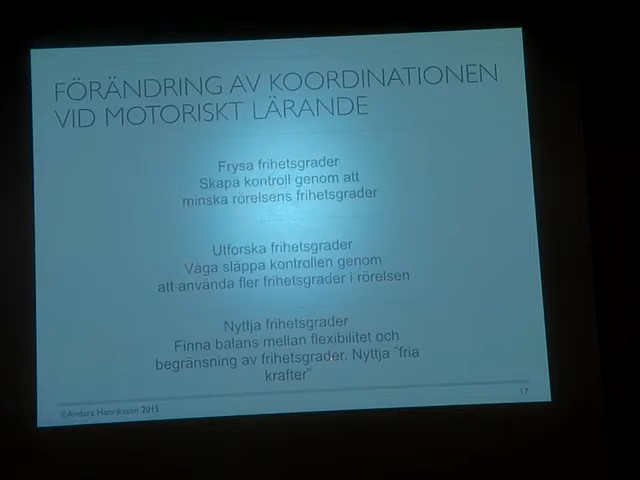 FÖRÄNDRING AV KOORDINATIONEN
VID MOTORISKT LÄRANDE
Frysa frihetsgrader
Skapa kontroll genom att
minska rörelsens frihetsgrader
Utforska frihetsgrader
Våga släppa kontrollen genom
att använda fler frihetsgrader i rörelsen
Nyttja frihetsgrader
Finna balans mellan flexibilitet och
begränsning av frihetsgrader. Nyttja "fria
krafter"
©Anders Henriksson 2015
17